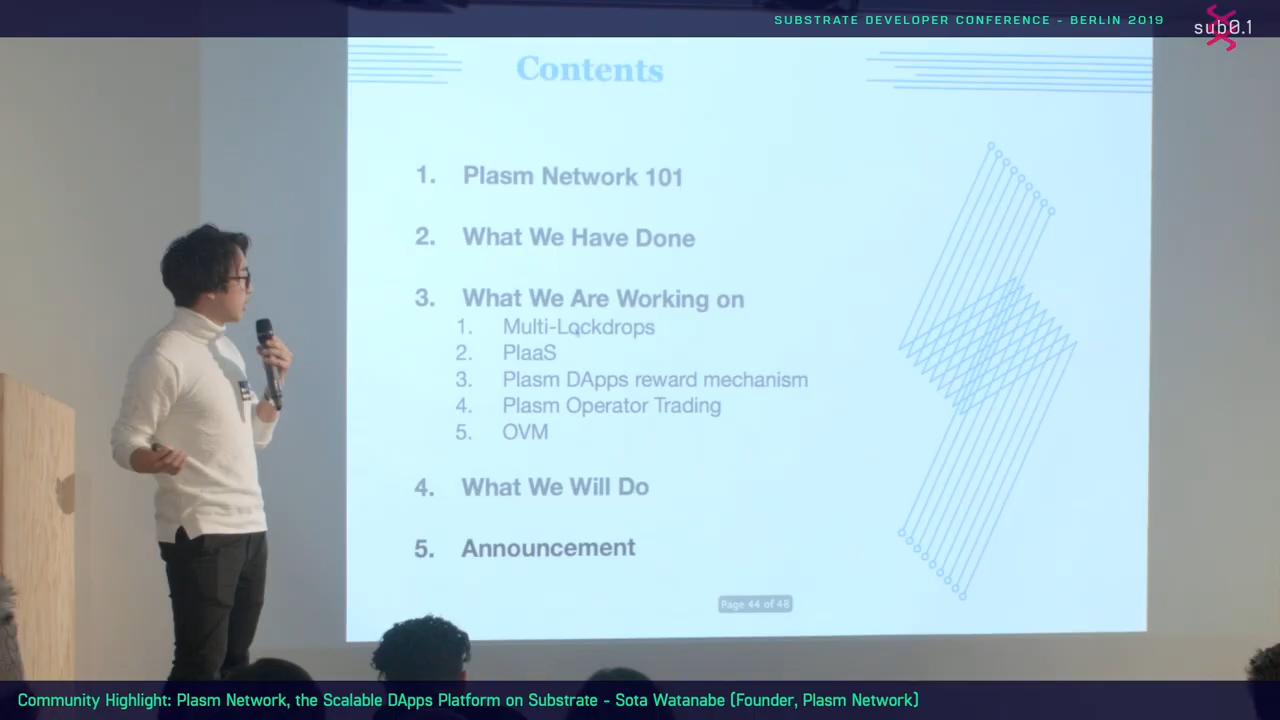 SUBSTRATE DEVELOPER CONFERENCE - BERLIN 2019
sub0.1
Contents
1. Plasm Network 101
2. What We Have Done
3. What We Are Working on
1. Multi-Lockdrops
2. PlaaS
3. Plasm DApps reward mechanism
4. Plasm Operator Trading
5. OVM
4. What We Will Do
5. Announcement
Page 44 of 48
Community Highlight: Plasm Network, the Scalable DApps Platform on Substrate - Sota Watanabe (Founder, Plasm Network)